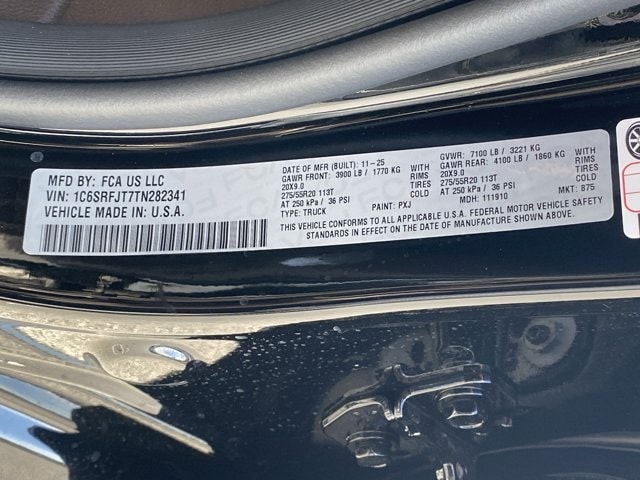 MFD BY: FCA US LLC
VIN: 1C6SRFJT7TN282341
VEHICLE MADE IN U.S.A.
DATE OF MFR (BUILT): 11-25
GAWR FRONT: 3900 LB / 1770 KG WITH
20X9.0 RIMS
275/55R20 113T TIRES
AT 250 kPa / 36 PSI COLD
TYPE: TRUCK PAINT: PXJ
GVWR: 7100 LB / 3221 KG
GAWR REAR: 4100 LB / 1860 KG WITH
20X9.0 RIMS
275/55R20 113T TIRES
AT 250 kPa / 36 PSI COLD
MDH: 111910 MKT: 875
THIS VEHICLE CONFORMS TO ALL APPLICABLE U.S.A. FEDERAL MOTOR VEHICLE SAFETY
STANDARDS IN EFFECT ON THE DATE OF MANUFACTURE SHOWN ABOVE.